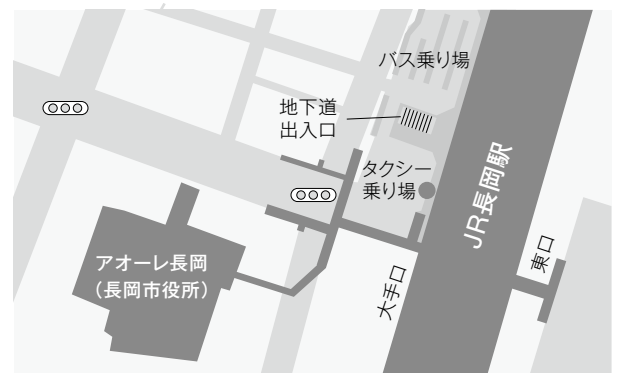 バス乗り場
地下道
出入口
タクシー
乗り場
JR長岡駅
東口
大手口
アオーレ長岡
（長岡市役所）